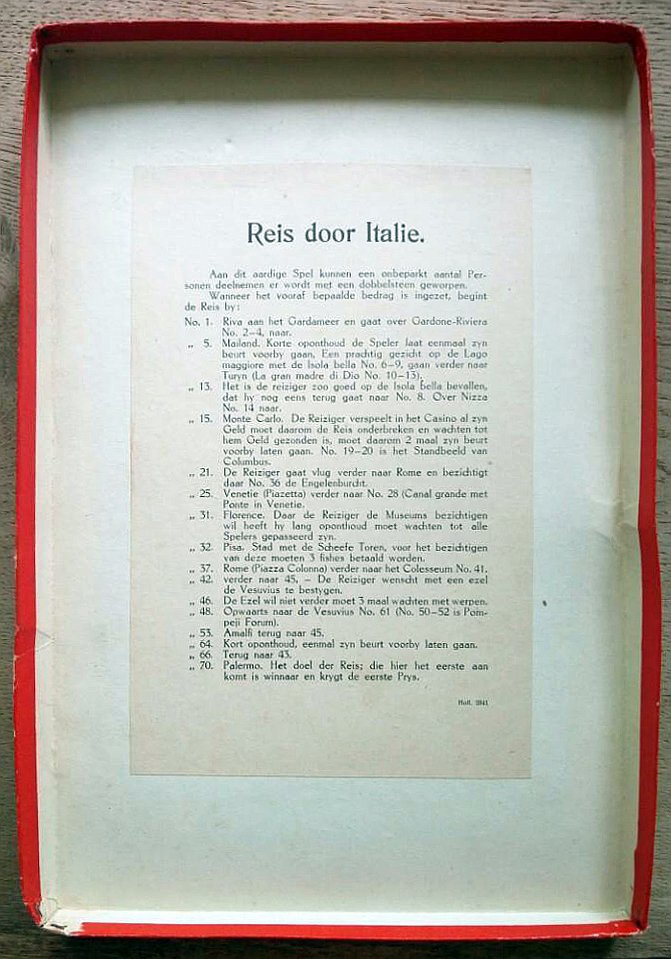 Reis door Italie.
Aan dit aardige Spel kunnen een onbeparkt aantal Per-
sonen deelnemen er wordt met een dobbelsteen geworpen.
Wanneer het vooraf bepaalde bedrag is ingezet, begint
de Reis by:
No. 1. Riva aan het Gardameer en gaat over Gardone-Riviera
No. 2—4, naar.
„ 5. Mailand. Korte oponthoud de Speler laat eenmaal zyn
beurt voorby gaan. Een prachtig gezicht op de Lago
maggiore met de Isola bella No. 6—9, gaan verder naar
Turyn (La gran madre di Dio No. 10—13).
„ 13. Het is de reiziger zoo goed op de Isola bella bevallen,
dat hy nog eens terug gaat naar No. 8. Over Nizza
No. 14 naar.
„ 15. Monte Carlo. De Reiziger verspeelt in het Casino al zyn
Geld moet daarom de Reis onderbreken en wachten tot
hem Geld gezonden is, moet daarom 2 maal zyn beurt
voorby laten gaan. No. 19—20 is het Standbeeld van
Columbus.
„ 21. De Reiziger gaat vlug verder naar Rome en bezichtigt
daar No. 36 de Engelenburcht.
„ 25. Venetie (Piazetta) verder naar No. 28 (Canal grande met
Ponte in Venetie.
„ 31. Florence. Daar de Reiziger de Museums bezichtigen
wil heeft hy lang oponthoud moet wachten tot alle
Spelers gepasseerd zyn.
„ 32. Pisa. Stad met de Scheefe Toren, voor het bezichtigen
van deze moeten 3 fishes betaald worden.
„ 37. Rome (Piazza Colonna) verder naar het Colesseum No. 41.
„ 42. verder naar 45, — De Reiziger wenscht met een ezel
de Vesuvius te bestygen.
„ 46. De Ezel wil niet verder moet 3 maal wachten met werpen.
„ 48. Opwaarts naar de Vesuvius No. 61 (No. 50—52 is Pom-
peji Forum).
„ 53. Amalfi terug naar 45.
„ 64. Kort oponthoud, eenmal zyn beurt voorby laten gaan.
„ 66. Terug naar 43.
„ 70. Palermo. Het doel der Reis; die hier het eerste aan
komt is winnaar en krygt de eerste Prys.
Holl. 2841